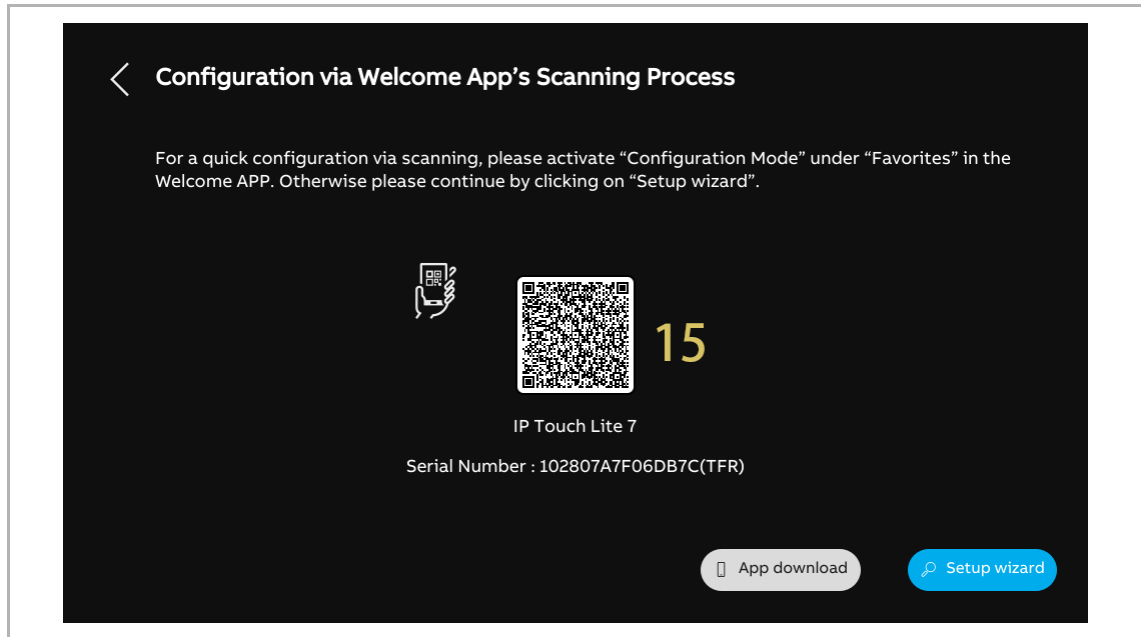 Configuration via Welcome App’s Scanning Process
For a quick configuration via scanning, please activate “Configuration Mode” under “Favorites” in the
Welcome APP. Otherwise please continue by clicking on “Setup wizard”.
15
IP Touch Lite 7
Serial Number : 102807A7F06DB7C(TFR)
App download
Setup wizard